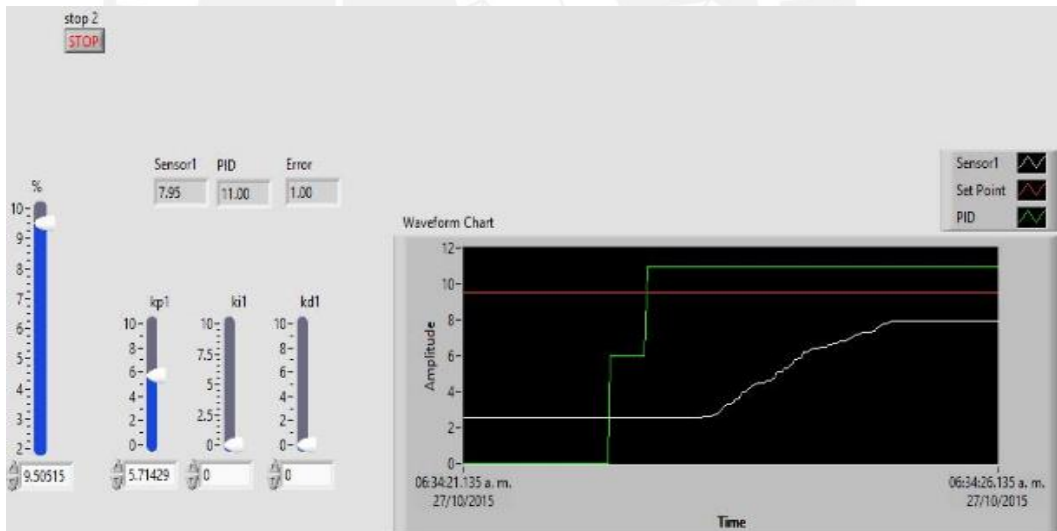 stop 2
STOP
Sensor1 PID Error
7.95 11.00 1.00
Sensor1
Set Point
PID
%
10
9
8
7
6
5
4
3
2
9.50515
kp1
10
8
6
4
2
0
5.71429
ki1
10
7.5
5
2.5
0
0
kd1
10
8
6
4
2
0
0
Waveform Chart
Amplitude
12
10
8
6
4
2
0
06:34:21.135 a. m.
27/10/2015
06:34:26.135 a. m.
27/10/2015
Time